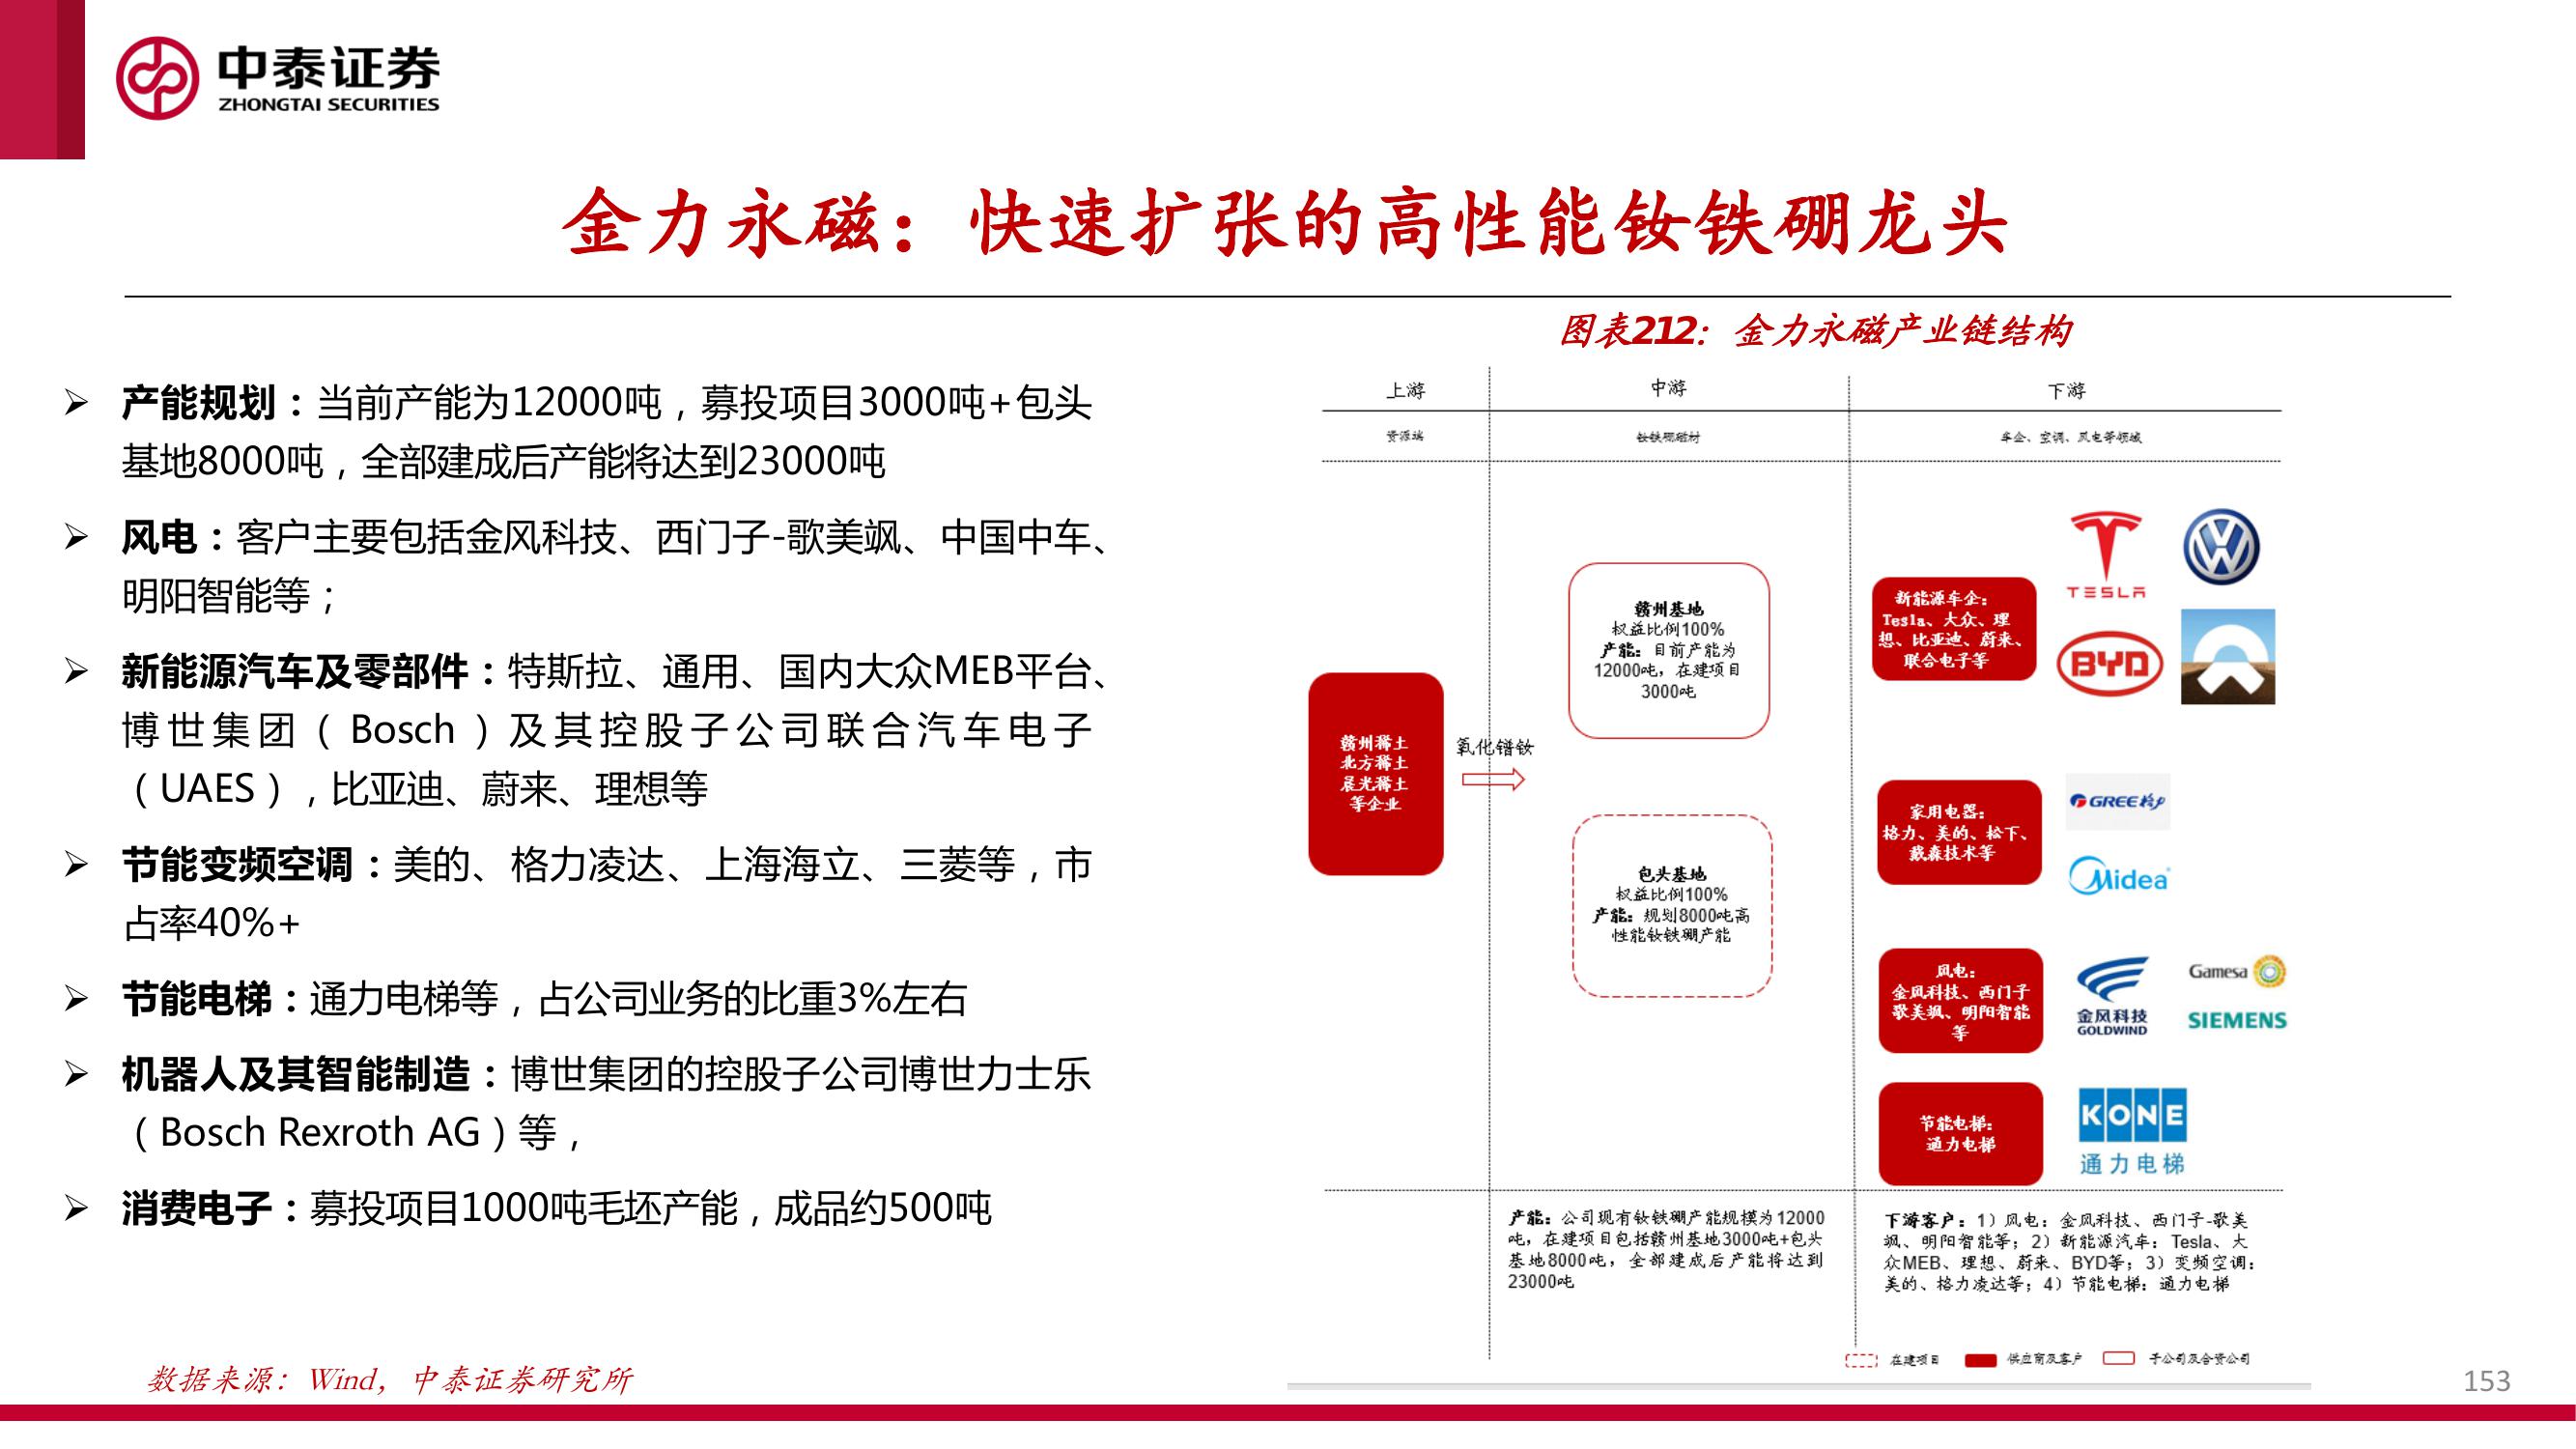 中泰证券
ZHONGTAI SECURITIES
金力永磁：快速扩张的高性能钕铁硼龙头
➢ 产能规划：当前产能为12000吨，募投项目3000吨+包头
基地8000吨，全部建成后产能将达到23000吨
➢ 风电：客户主要包括金风科技、西门子-歌美飒、中国中车、
明阳智能等；
➢ 新能源汽车及零部件：特斯拉、通用、国内大众MEB平台、
博世集团（Bosch）及其控股子公司联合汽车电子
（UAES），比亚迪、蔚来、理想等
➢ 节能变频空调：美的、格力凌达、上海海立、三菱等，市
占率40%+
➢ 节能电梯：通力电梯等，占公司业务的比重3%左右
➢ 机器人及其智能制造：博世集团的控股子公司博世力士乐
（Bosch Rexroth AG）等，
➢ 消费电子：募投项目1000吨毛坯产能，成品约500吨
图表212：金力永磁产业链结构
上游
中游
下游
资源端
钕铁硼磁材
车企、空调、风电等领域
赣州稀土
北方稀土
晨光稀土
等企业
氧化镨钕
赣州基地
权益比例100%
产能：目前产能为
12000吨，在建项目
3000吨
包头基地
权益比例100%
产能：规划8000吨高
性能钕铁硼产能
新能源车企：
Tesla、大众、理
想、比亚迪、蔚来、
联合电子等
TESLA
BYD
家用电器：
格力、美的、松下、
戴森技术等
GREE格力
Midea
风电：
金风科技、西门子
歌美飒、明阳智能
等
金风科技
GOLDWIND
Gamesa
SIEMENS
节能电梯：
通力电梯
KONE
通力电梯
产能：公司现有钕铁硼产能规模为12000
吨，在建项目包括赣州基地3000吨+包头
基地8000吨，全部建成后产能将达到
23000吨
下游客户：1）风电：金风科技、西门子-歌美
飒、明阳智能等；2）新能源汽车：Tesla、大
众MEB、理想、蔚来、BYD等；3）变频空调：
美的、格力凌达等；4）节能电梯：通力电梯
在建项目
供应商及客户
子公司及合资公司
数据来源：Wind，中泰证券研究所
153